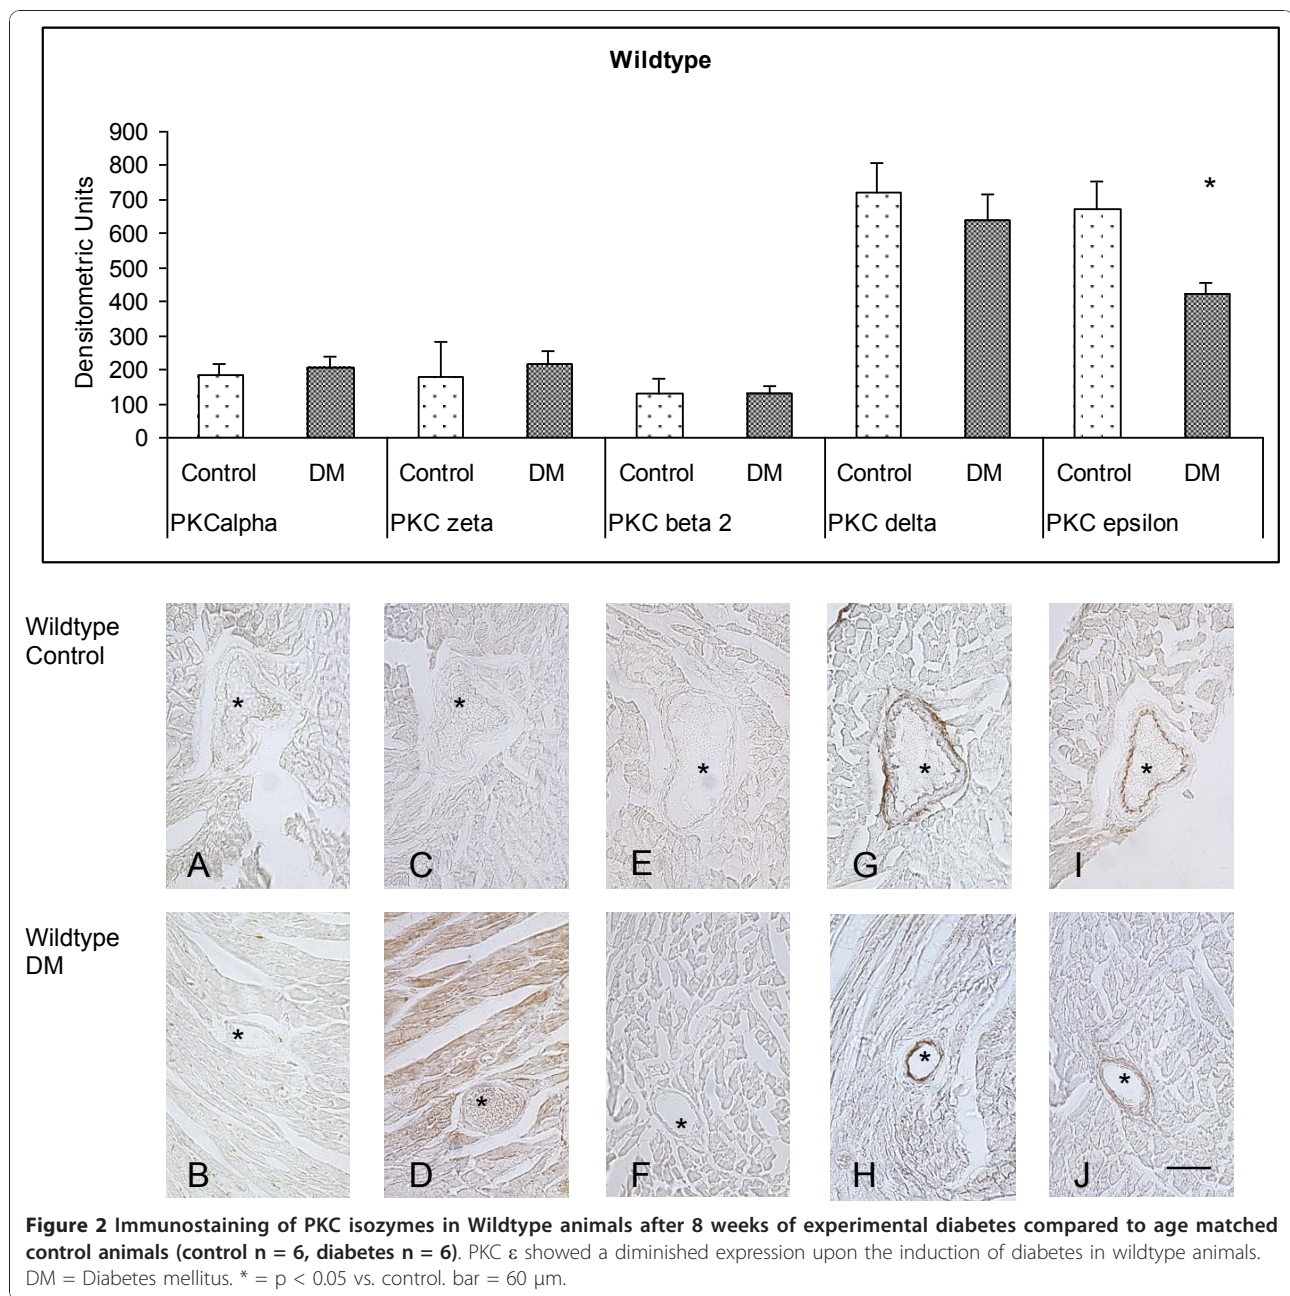 Wildtype
900
800
700
600
500
400
300
200
100
0
Densitometric Units
*
Control DM Control DM Control DM Control DM Control DM
PKCalpha PKC zeta PKC beta 2 PKC delta PKC epsilon
Wildtype
Control
* * * * *
A C E G I
Wildtype
DM
* * * * *
B D F H J
Figure 2 Immunostaining of PKC isozymes in Wildtype animals after 8 weeks of experimental diabetes compared to age matched
control animals (control n = 6, diabetes n = 6). PKC ε showed a diminished expression upon the induction of diabetes in wildtype animals.
DM = Diabetes mellitus. * = p < 0.05 vs. control. bar = 60 μm.